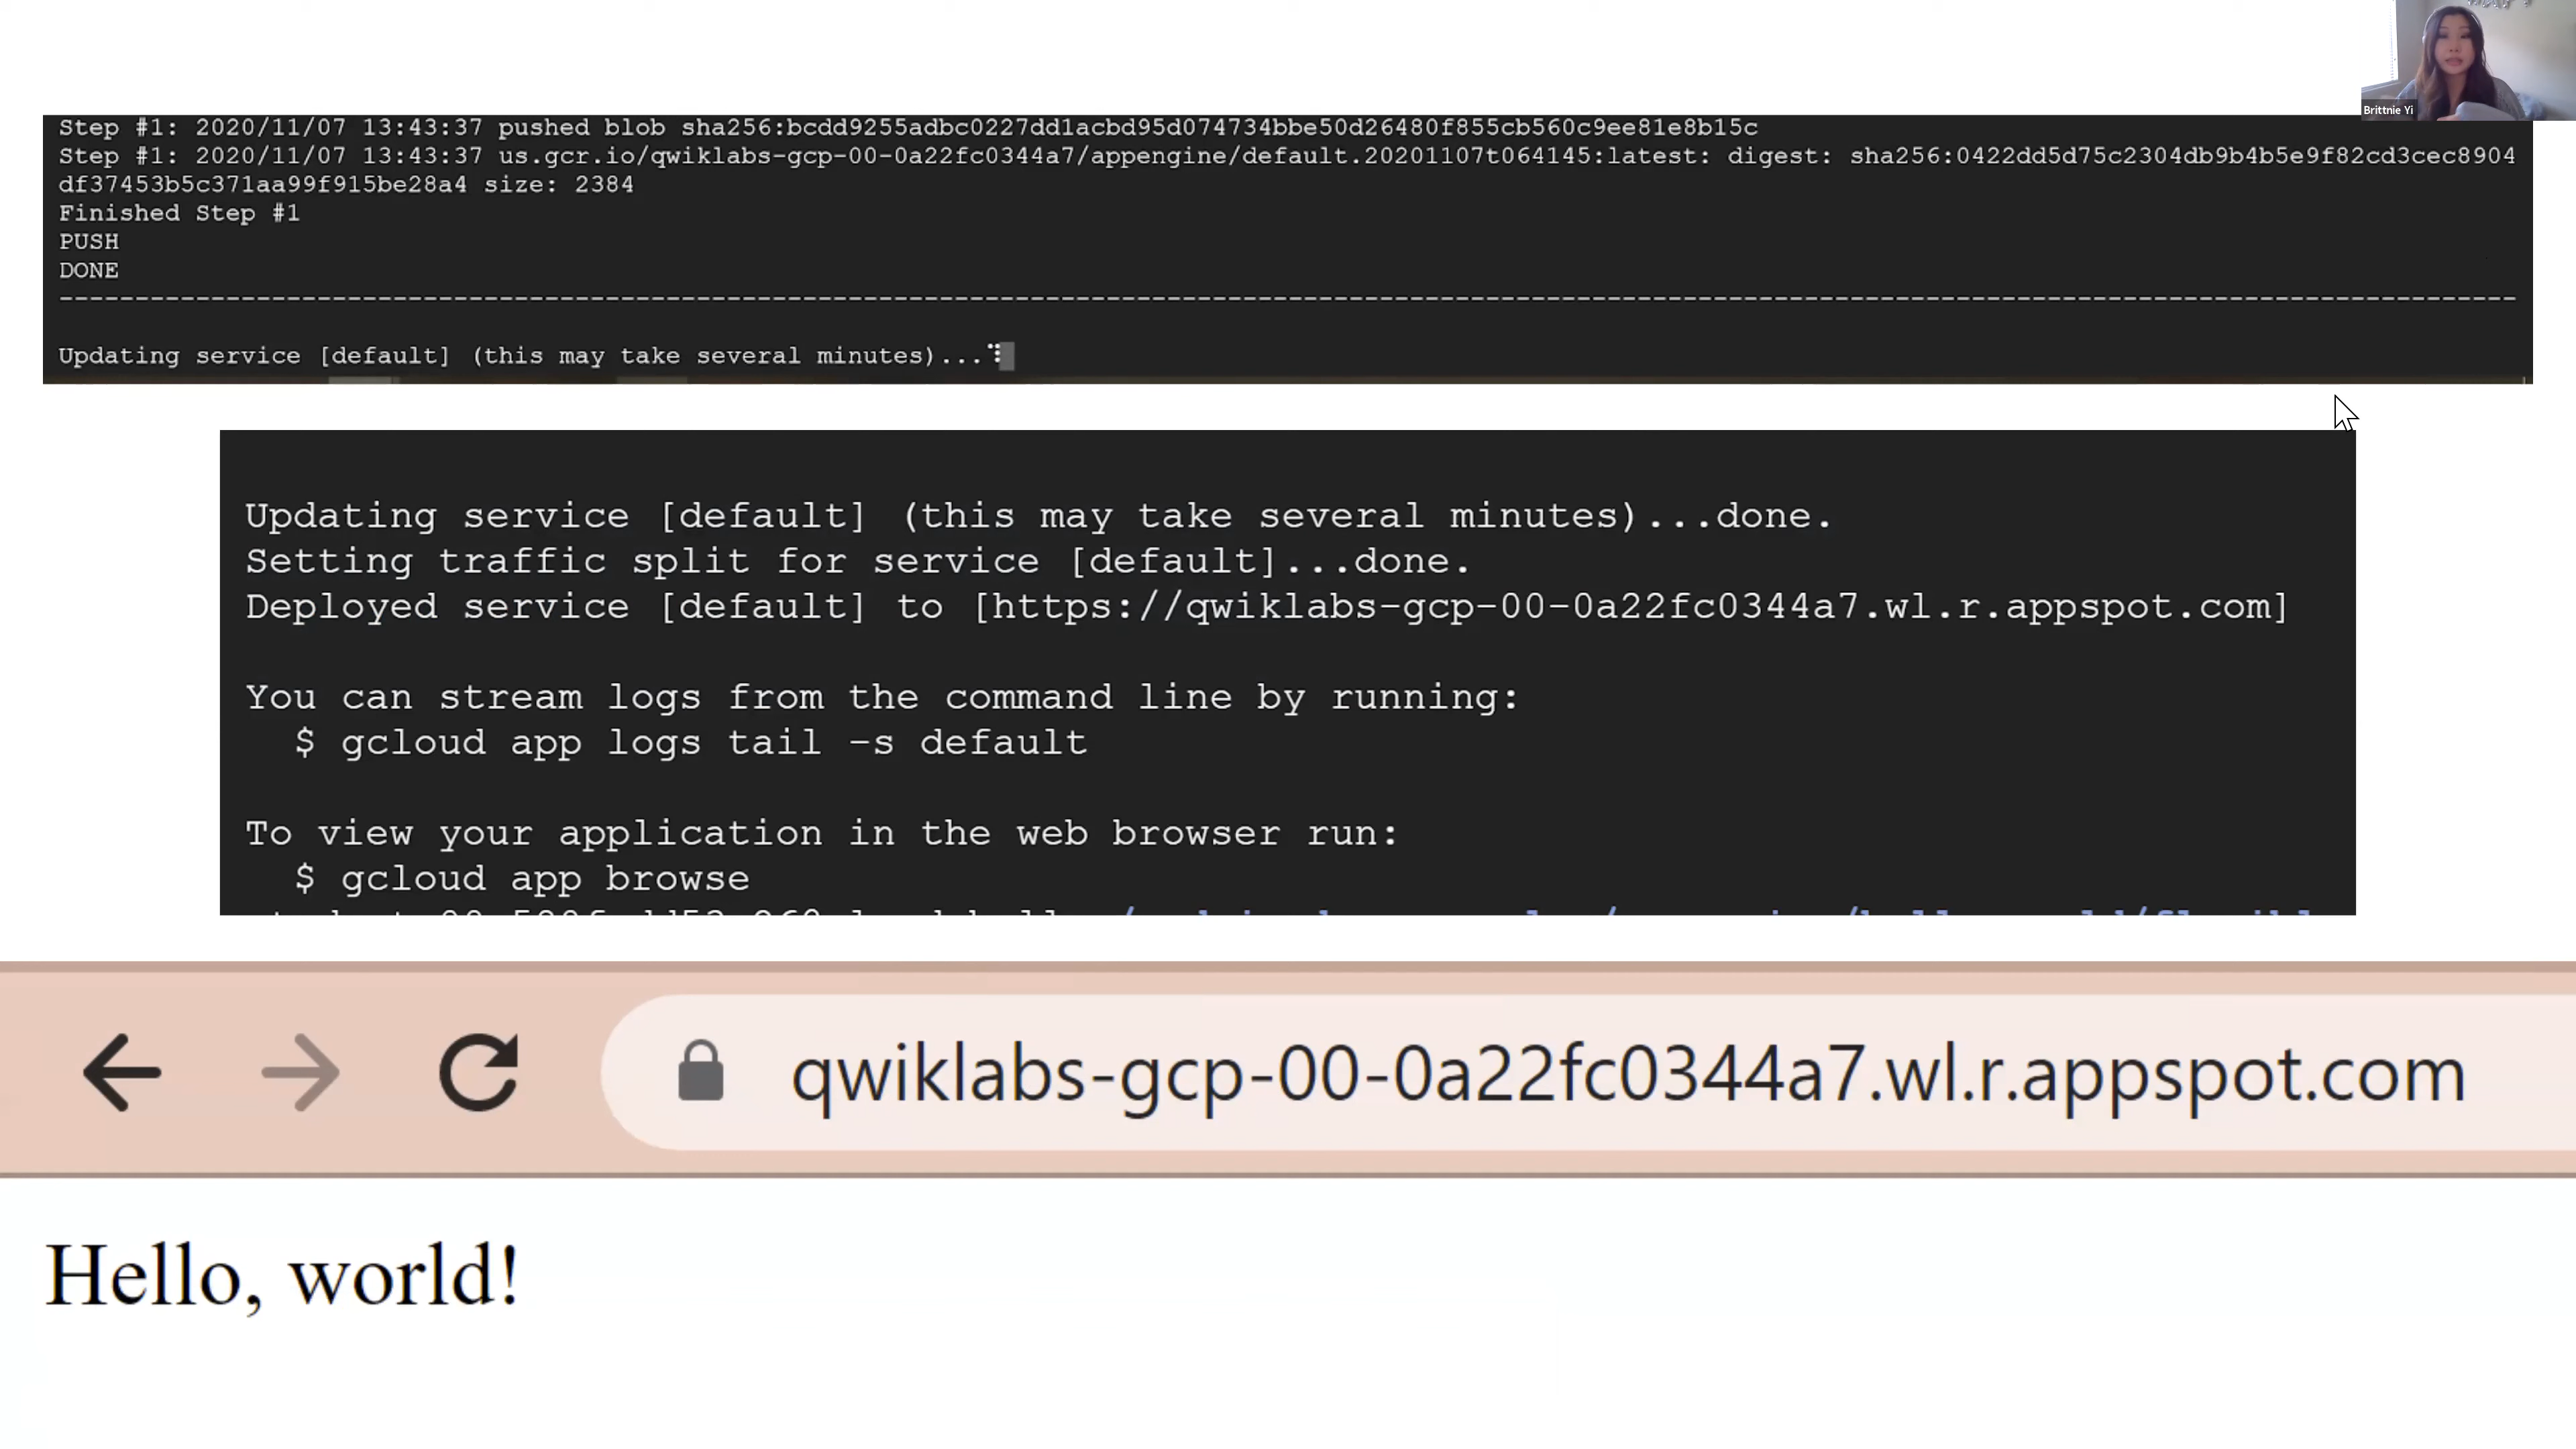 Brittnie Yi
Step #1: 2020/11/07 13:43:37 pushed blob sha256:bcdd9255adbc0227dd1acbd95d074734bbe50d26480f855cb560c9ee81e8b15c
Step #1: 2020/11/07 13:43:37 us.gcr.io/qwiklabs-gcp-00-0a22fc0344a7/appengine/default.20201107t064145:latest: digest: sha256:0422dd5d75c2304db9b4b5e9f82cd3cec8904
df37453b5c371aa99f915be28a4 size: 2384
Finished Step #1
PUSH
DONE
Updating service [default] (this may take several minutes)...
Updating service [default] (this may take several minutes)...done.
Setting traffic split for service [default]...done.
Deployed service [default] to [https://qwiklabs-gcp-00-0a22fc0344a7.wl.r.appspot.com]
You can stream logs from the command line by running:
$ gcloud app logs tail -s default
To view your application in the web browser run:
$ gcloud app browse
qwiklabs-gcp-00-0a22fc0344a7.wl.r.appspot.com
Hello, world!